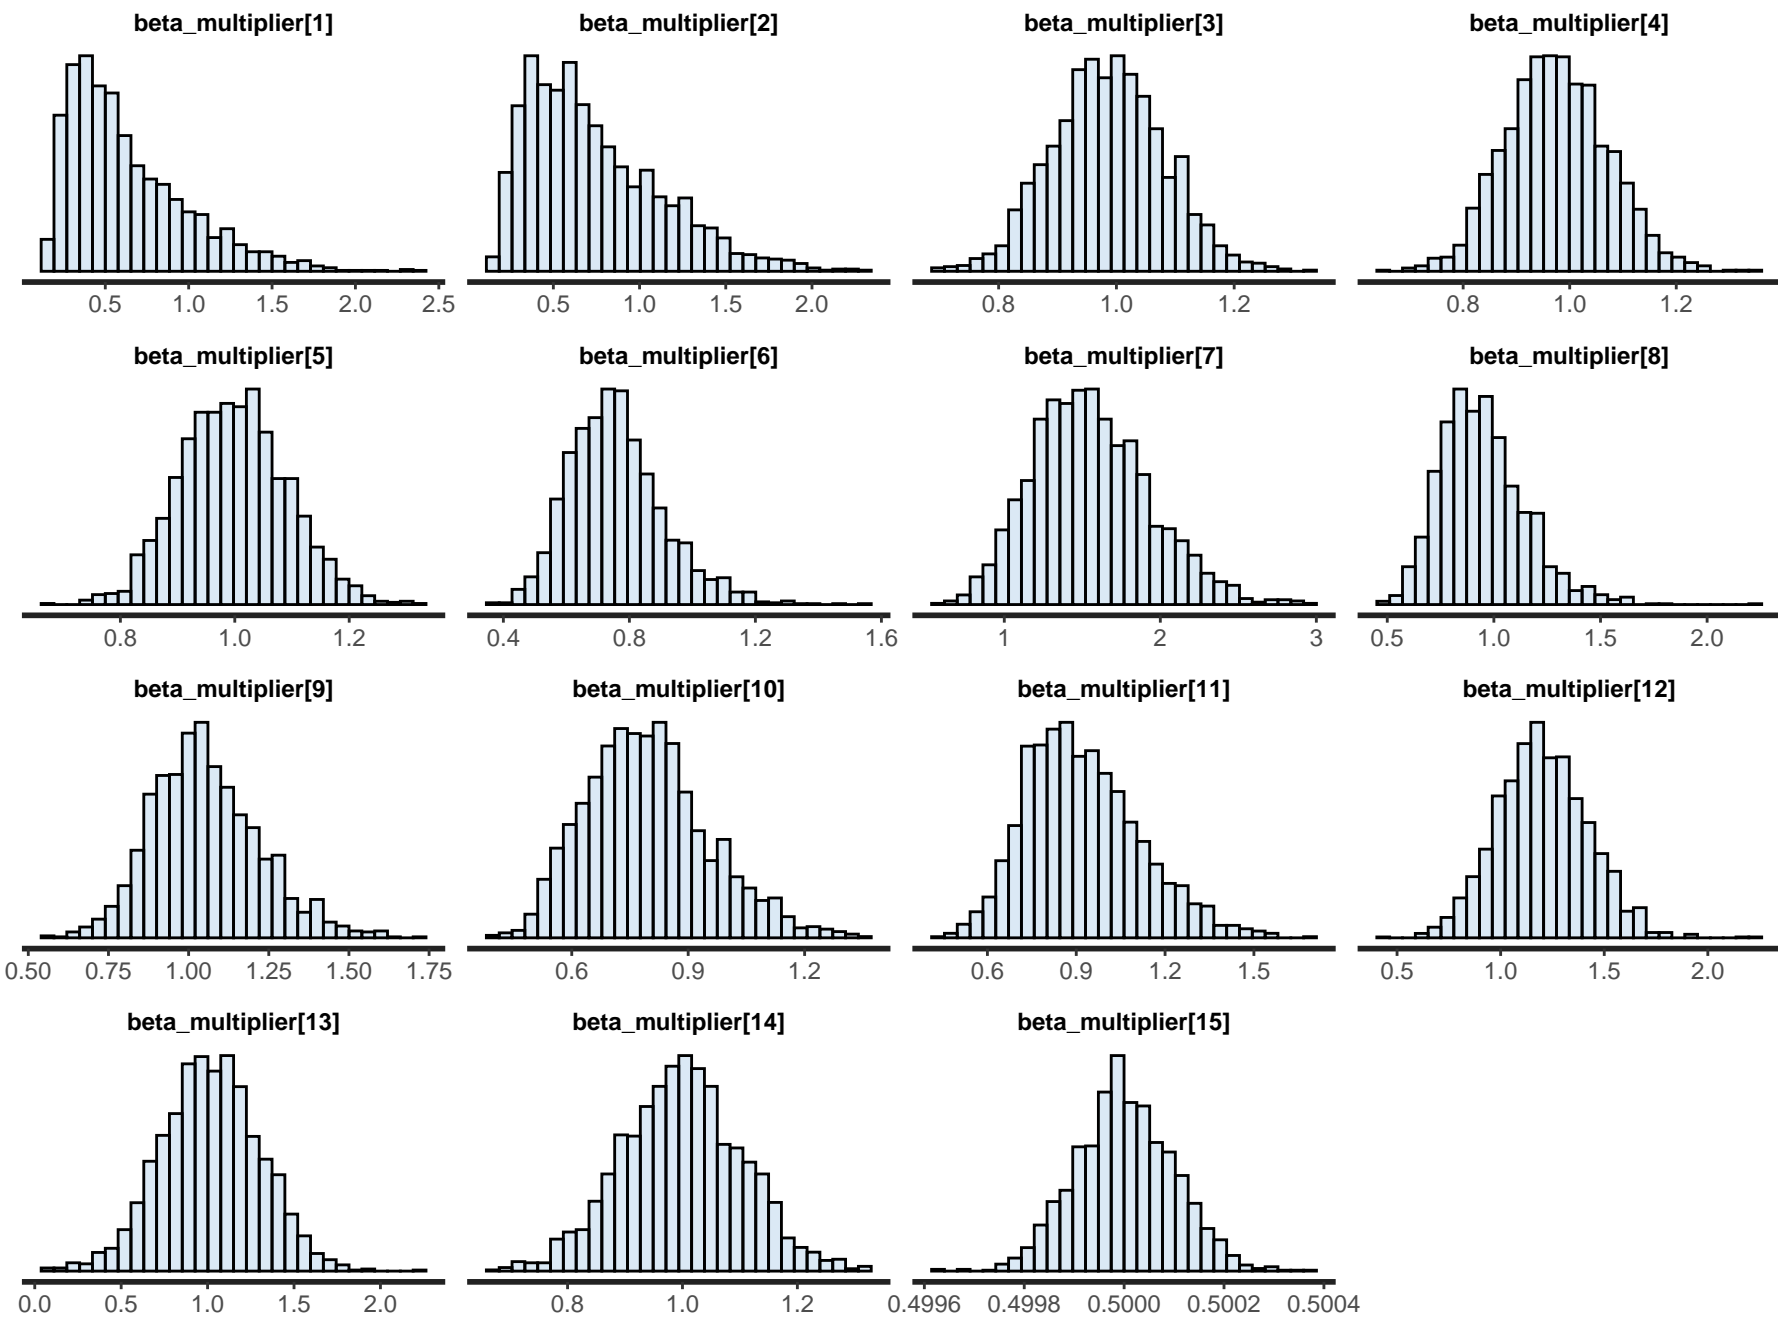 beta_multiplier[1] beta_multiplier[2] beta_multiplier[3] beta_multiplier[4]
0.5 1.0 1.5 2.0 2.5 0.5 1.0 1.5 2.0 0.8 1.0 1.2 0.8 1.0 1.2
beta_multiplier[5] beta_multiplier[6] beta_multiplier[7] beta_multiplier[8]
0.8 1.0 1.2 0.4 0.8 1.2 1.6 1 2 3 0.5 1.0 1.5 2.0
beta_multiplier[9] beta_multiplier[10] beta_multiplier[11] beta_multiplier[12]
0.50 0.75 1.00 1.25 1.50 1.75 0.6 0.9 1.2 0.6 0.9 1.2 1.5 0.5 1.0 1.5 2.0
beta_multiplier[13] beta_multiplier[14] beta_multiplier[15]
0.0 0.5 1.0 1.5 2.0 0.8 1.0 1.2 0.4996 0.4998 0.5000 0.5002 0.5004